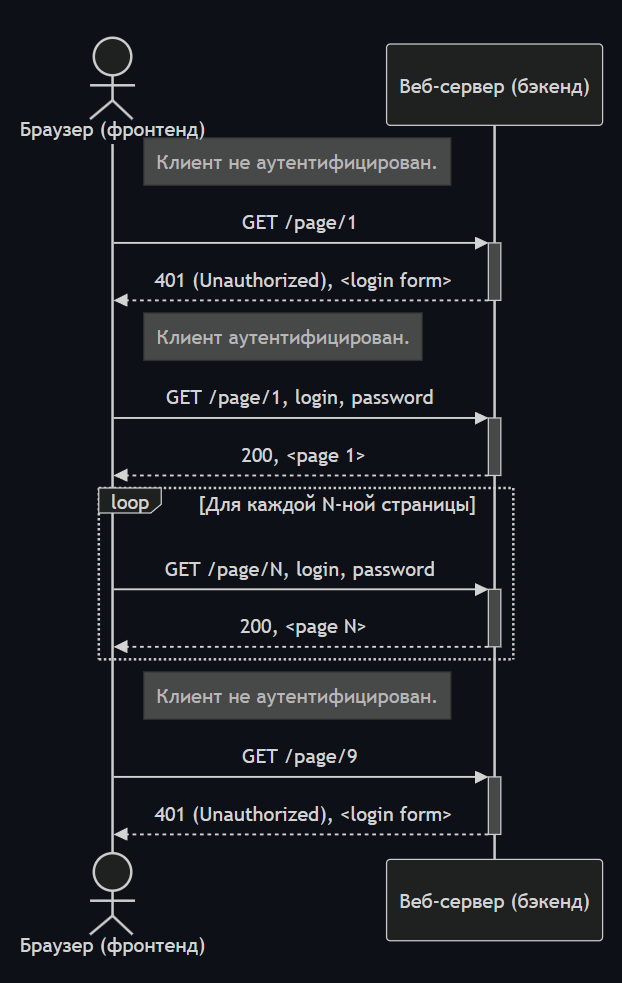 Браузер (фронтенд)
Веб-сервер (бэкенд)
Клиент не аутентифицирован.
GET /page/1
401 (Unauthorized), <login form>
Клиент аутентифицирован.
GET /page/1, login, password
200, <page 1>
loop
[Для каждой N-ной страницы]
GET /page/N, login, password
200, <page N>
Клиент не аутентифицирован.
GET /page/9
401 (Unauthorized), <login form>
Браузер (фронтенд)
Веб-сервер (бэкенд)